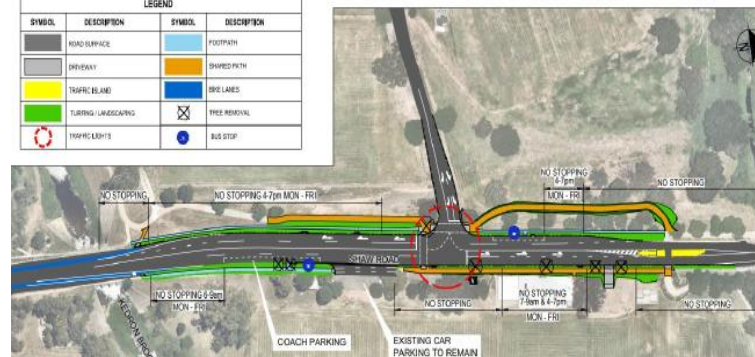 LEGEND
SYMBOL DESCRIPTION SYMBOL DESCRIPTION
ROAD SURFACE FOOTPATH
DRIVEWAY SHARED PATH
TRAFFIC ISLAND BIKE LANES
TURFING / LANDSCAPING TREE REMOVAL
TRAFFIC LIGHTS BUS STOP
NO STOPPING
4-7pm
MON - FRI
NO STOPPING
NO STOPPING
NO STOPPING 4-7pm MON - FRI
SHAW ROAD
NO STOPPING 6-9am
MON - FRI
NO STOPPING
NO STOPPING
7-9am & 4-7pm
MON - FRI
NO STOPPING
KEDRON
COACH PARKING
EXISTING CAR
PARKING TO REMAIN